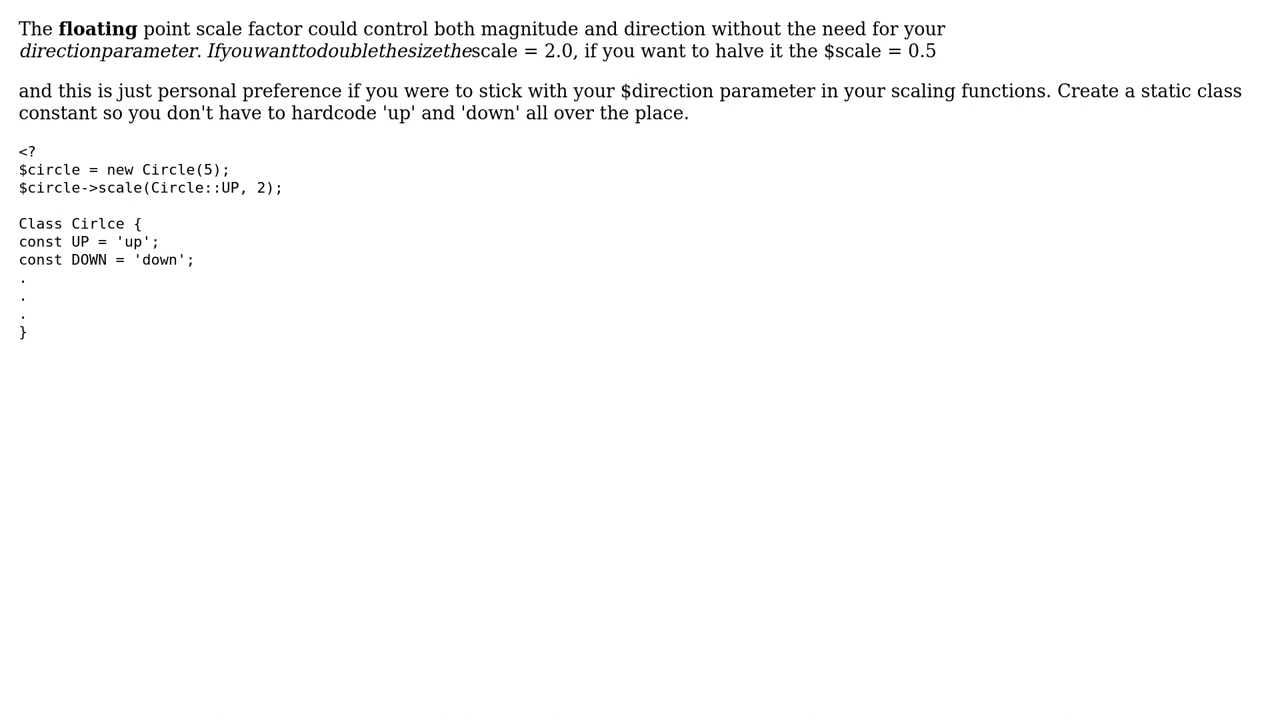 The floating point scale factor could control both magnitude and direction without the need for your
directionparameter. Ifyouwanttodoublethesizethescale = 2.0, if you want to halve it the $scale = 0.5
and this is just personal preference if you were to stick with your $direction parameter in your scaling functions. Create a static class
constant so you don't have to hardcode 'up' and 'down' all over the place.
<?
$circle = new Circle(5);
$circle->scale(Circle::UP, 2);
Class Cirlce {
const UP = 'up';
const DOWN = 'down';
.
.
.
}